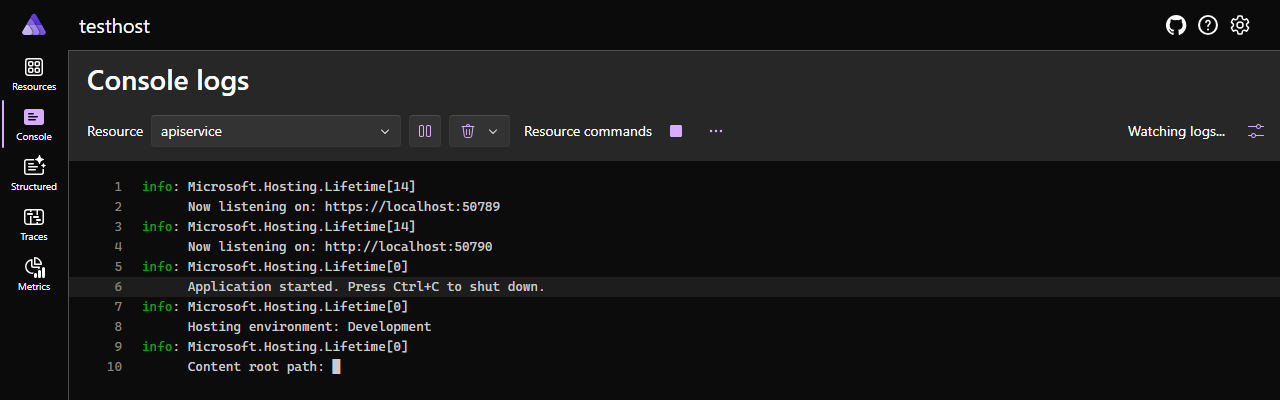 testhost
Resources
Console
Structured
Traces
Metrics
Console logs
Resource apiservice Resource commands Watching logs...
1 info: Microsoft.Hosting.Lifetime[14]
2 Now listening on: https://localhost:50789
3 info: Microsoft.Hosting.Lifetime[14]
4 Now listening on: http://localhost:50790
5 info: Microsoft.Hosting.Lifetime[0]
6 Application started. Press Ctrl+C to shut down.
7 info: Microsoft.Hosting.Lifetime[0]
8 Hosting environment: Development
9 info: Microsoft.Hosting.Lifetime[0]
10 Content root path: